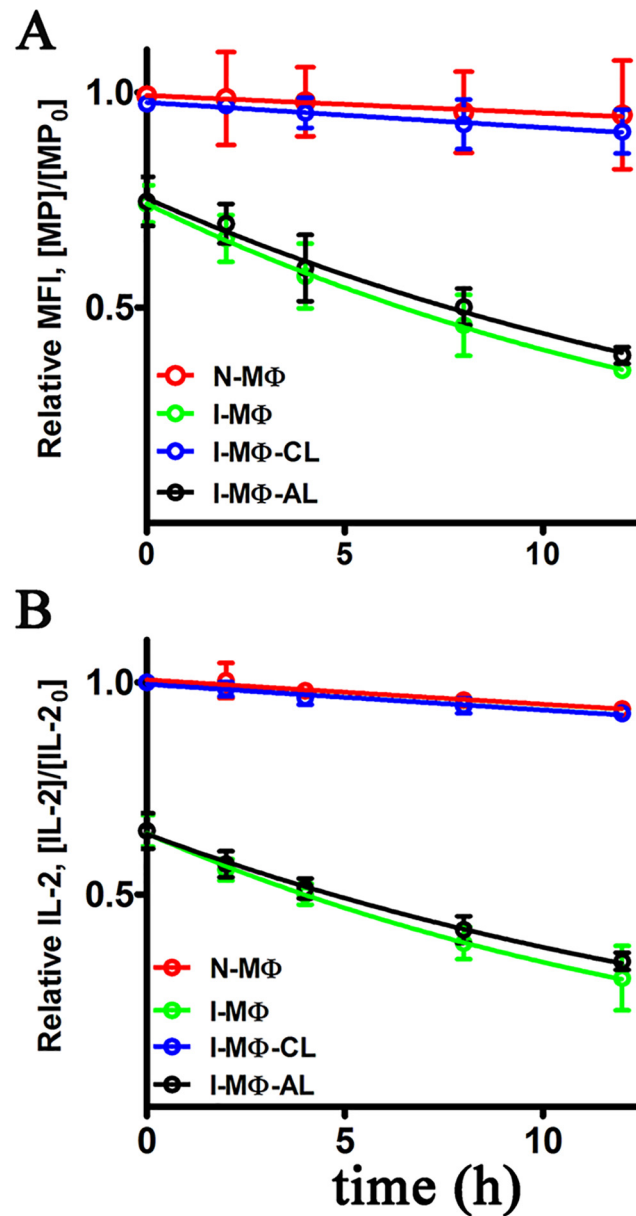 A
Relative MFI, [MP]/[MP₀]
1.0
0.5
N-MΦ
I-MΦ
I-MΦ-CL
I-MΦ-AL
0 5 10
B
Relative IL-2, [IL-2]/[IL-2₀]
1.0
0.5
N-MΦ
I-MΦ
I-MΦ-CL
I-MΦ-AL
0 5 10
time (h)